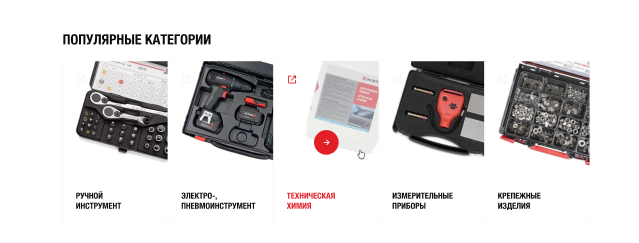 ПОПУЛЯРНЫЕ КАТЕГОРИИ
РУЧНОЙ
ИНСТРУМЕНТ
ЭЛЕКТРО-,
ПНЕВМОИНСТРУМЕНТ
ТЕХНИЧЕСКАЯ
ХИМИЯ
ИЗМЕРИТЕЛЬНЫЕ
ПРИБОРЫ
КРЕПЕЖНЫЕ
ИЗДЕЛИЯ